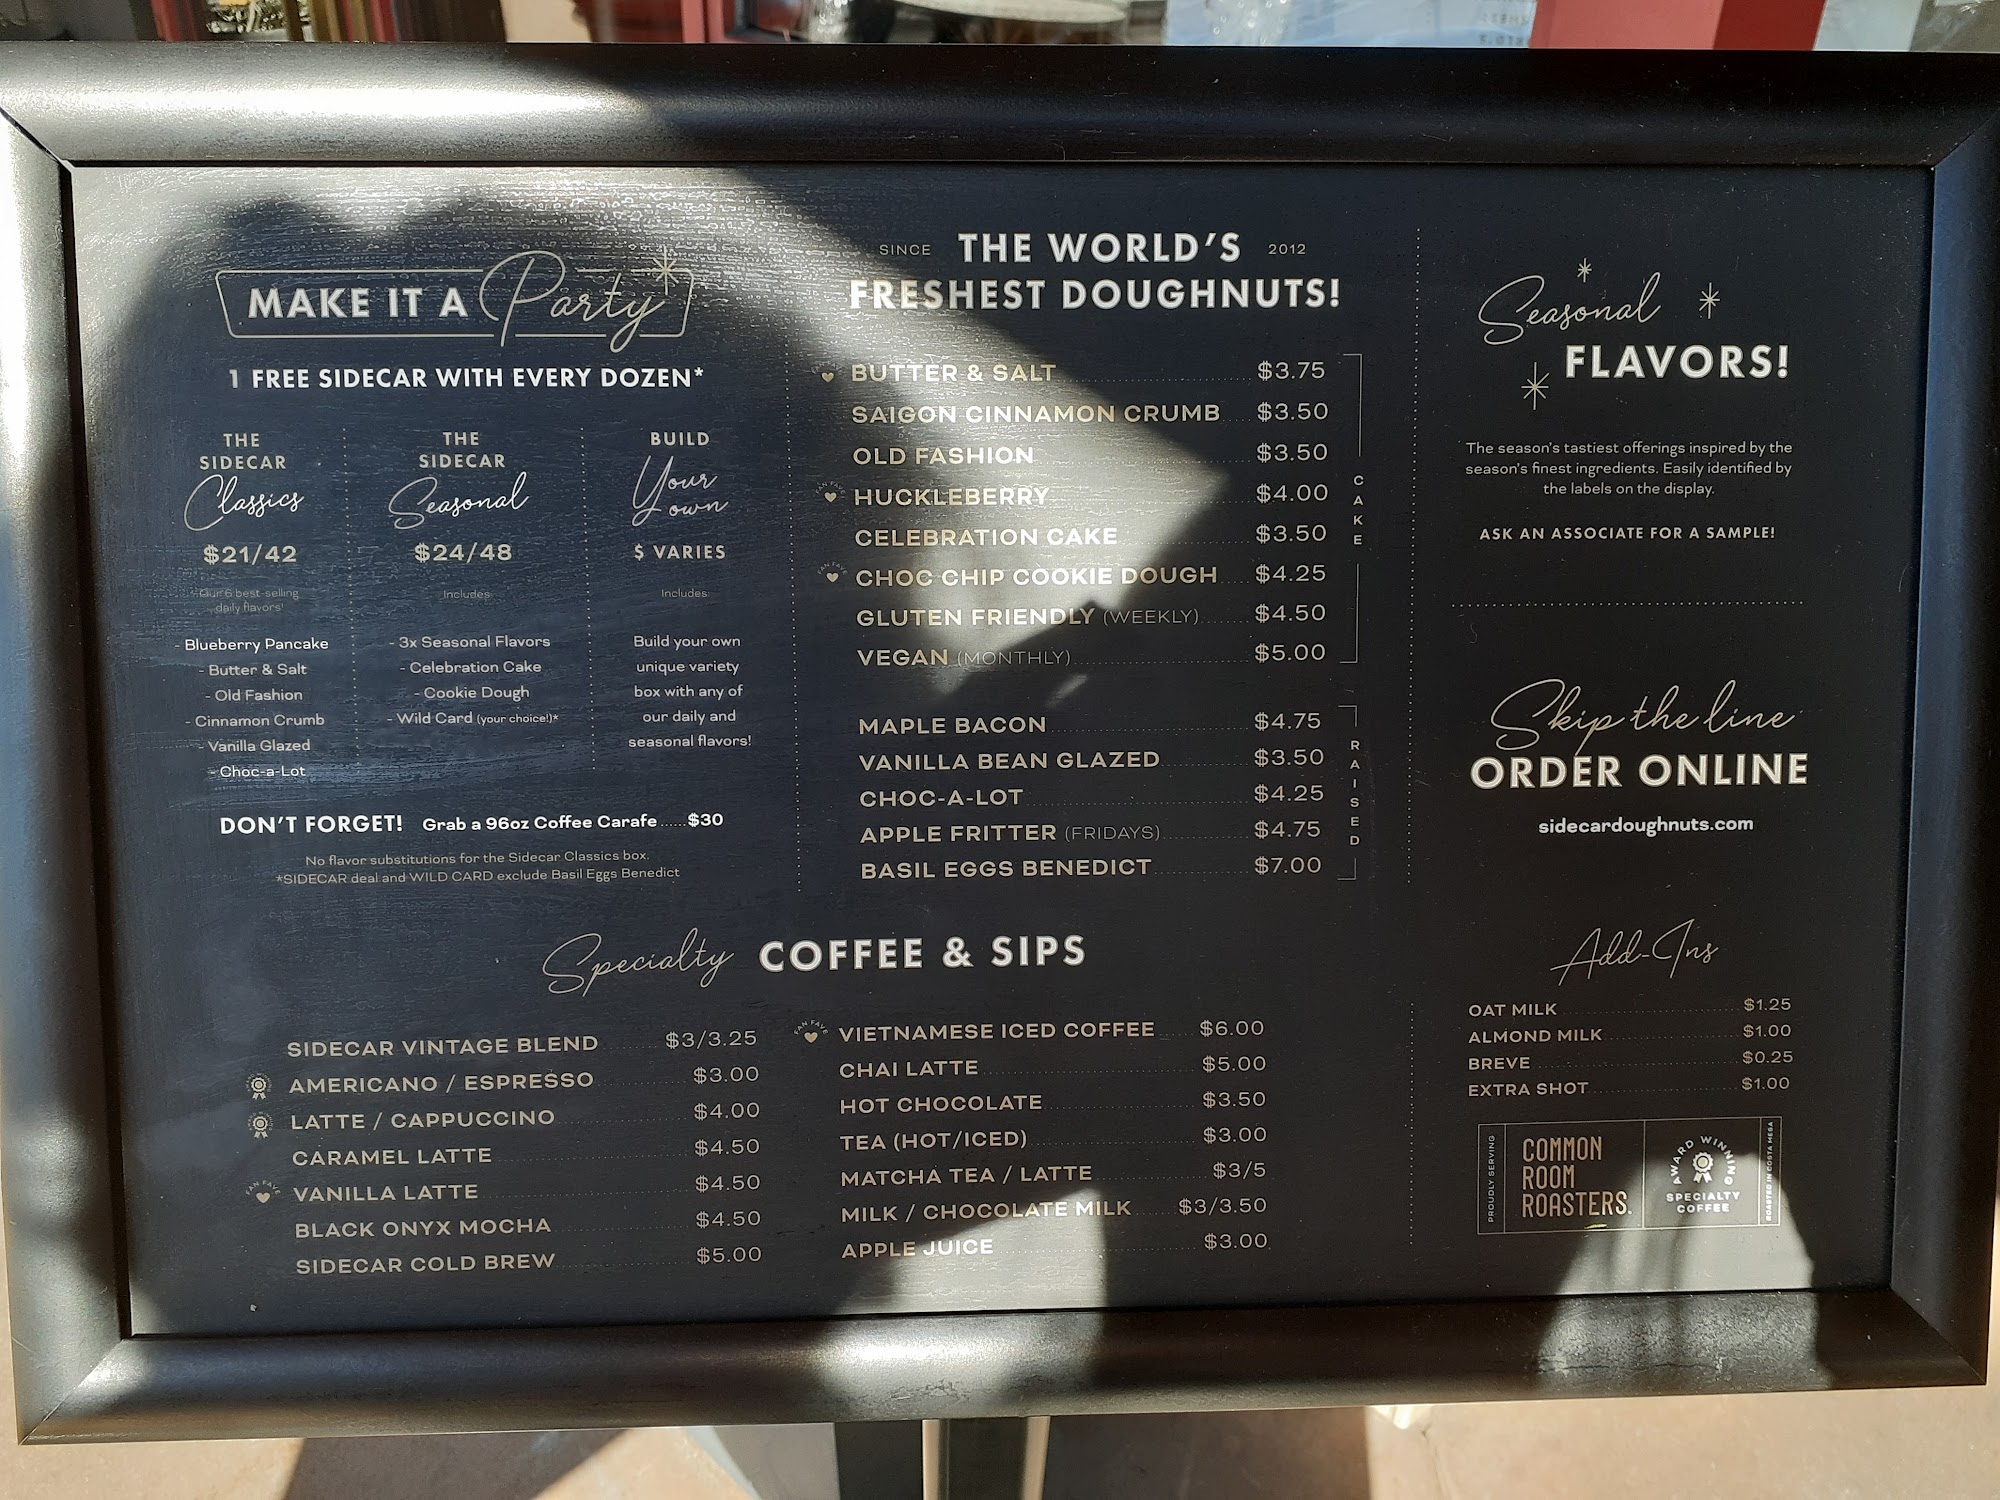 MAKE IT A Party
1 FREE SIDECAR WITH EVERY DOZEN*
THE
SIDECAR
Classics
$21/42
Our 6 best-selling
daily flavors!
- Blueberry Pancake
- Butter & Salt
- Old Fashion
- Cinnamon Crumb
- Vanilla Glazed
- Choc-a-Lot
THE
SIDECAR
Seasonal
$24/48
Includes:
- 3x Seasonal Flavors
- Celebration Cake
- Cookie Dough
- Wild Card (your choice!)*
BUILD
Your
own
$ VARIES
Includes:
Build your own
unique variety
box with any of
our daily and
seasonal flavors!
DON'T FORGET! Grab a 96oz Coffee Carafe ......$30
No flavor substitutions for the Sidecar Classics box.
*SIDECAR deal and WILD CARD exclude Basil Eggs Benedict
SINCE THE WORLD'S 2012
FRESHEST DOUGHNUTS!
BUTTER & SALT $3.75
SAIGON CINNAMON CRUMB $3.50
OLD FASHION $3.50
FAN FAVE HUCKLEBERRY $4.00
CELEBRATION CAKE $3.50
FAN FAVE CHOC CHIP COOKIE DOUGH $4.25
GLUTEN FRIENDLY (WEEKLY) $4.50
VEGAN (MONTHLY) $5.00
CAKE
MAPLE BACON $4.75
VANILLA BEAN GLAZED $3.50
CHOC-A-LOT $4.25
APPLE FRITTER (FRIDAYS) $4.75
BASIL EGGS BENEDICT $7.00
RAISED
Seasonal
FLAVORS!
The season's tastiest offerings inspired by the
season's finest ingredients. Easily identified by
the labels on the display.
ASK AN ASSOCIATE FOR A SAMPLE!
Skip the line
ORDER ONLINE
sidecardoughnuts.com
Specialty COFFEE & SIPS
SIDECAR VINTAGE BLEND $3/3.25
AMERICANO / ESPRESSO $3.00
LATTE / CAPPUCCINO $4.00
CARAMEL LATTE $4.50
FAN FAVE VANILLA LATTE $4.50
BLACK ONYX MOCHA $4.50
SIDECAR COLD BREW $5.00
FAN FAVE VIETNAMESE ICED COFFEE $6.00
CHAI LATTE $5.00
HOT CHOCOLATE $3.50
TEA (HOT/ICED) $3.00
MATCHA TEA / LATTE $3/5
MILK / CHOCOLATE MILK $3/3.50
APPLE JUICE $3.00
Add-Ins
OAT MILK $1.25
ALMOND MILK $1.00
BREVE $0.25
EXTRA SHOT $1.00
PROUDLY SERVING
COMMON
ROOM
ROASTERS.
AWARD WINNING
SPECIALTY
COFFEE
ROASTED IN COSTA MESA